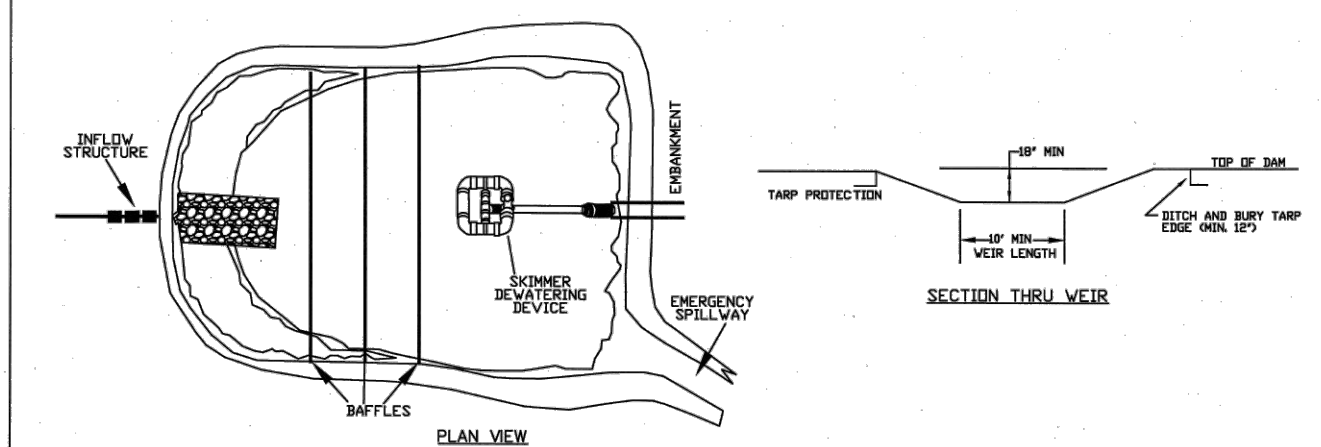 INFLOW
STRUCTURE
EMBANKMENT
SKIMMER
DEWATERING
DEVICE
EMERGENCY
SPILLWAY
BAFFLES
PLAN VIEW
18" MIN
TOP OF DAM
TARP PROTECTION
DITCH AND BURY TARP
EDGE (MIN. 12")
10' MIN
WEIR LENGTH
SECTION THRU WEIR